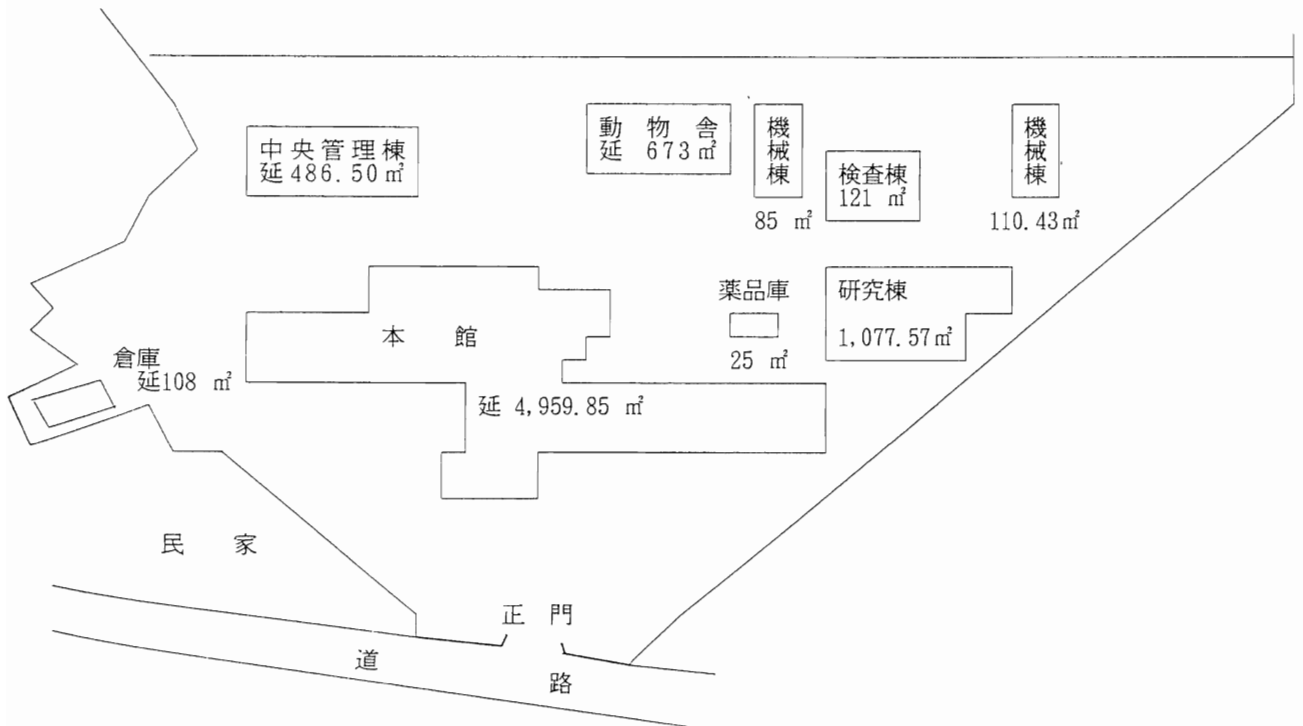 中央管理棟
延486.50㎡
動物舎
延 673㎡
機械棟
85 ㎡
検査棟
121 ㎡
機械棟
110.43㎡
本館
延 4,959.85 ㎡
薬品庫
25 ㎡
研究棟
1,077.57㎡
倉庫
延108 ㎡
民家
正門
道路